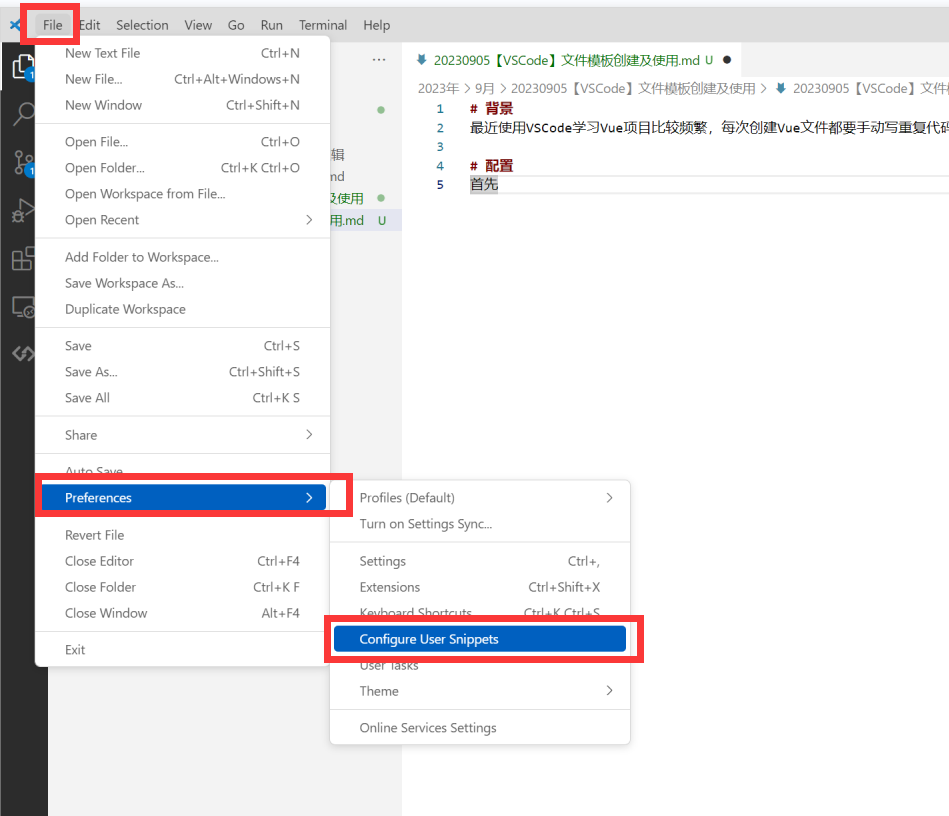 File Edit Selection View Go Run Terminal Help
New Text File Ctrl+N
New File... Ctrl+Alt+Windows+N
New Window Ctrl+Shift+N
Open File... Ctrl+O
Open Folder... Ctrl+K Ctrl+O
Open Workspace from File...
Open Recent
Add Folder to Workspace...
Save Workspace As...
Duplicate Workspace
Save Ctrl+S
Save As... Ctrl+Shift+S
Save All Ctrl+K S
Share
Auto Save
Preferences
Revert File
Close Editor Ctrl+F4
Close Folder Ctrl+K F
Close Window Alt+F4
Exit
Profiles (Default)
Turn on Settings Sync...
Settings Ctrl+,
Extensions Ctrl+Shift+X
Keyboard Shortcuts Ctrl+K Ctrl+S
Configure User Snippets
User Tasks
Theme
Online Services Settings
1
1
辑
md
及使用
用.md U
20230905【VSCode】文件模板创建及使用.md U
2023年 > 9月 > 20230905【VSCode】文件模板创建及使用 > 20230905【VSCode】文件
1 # 背景
2 最近使用VSCode学习Vue项目比较频繁，每次创建Vue文件都要手动写重复代码
3
4 # 配置
5 首先